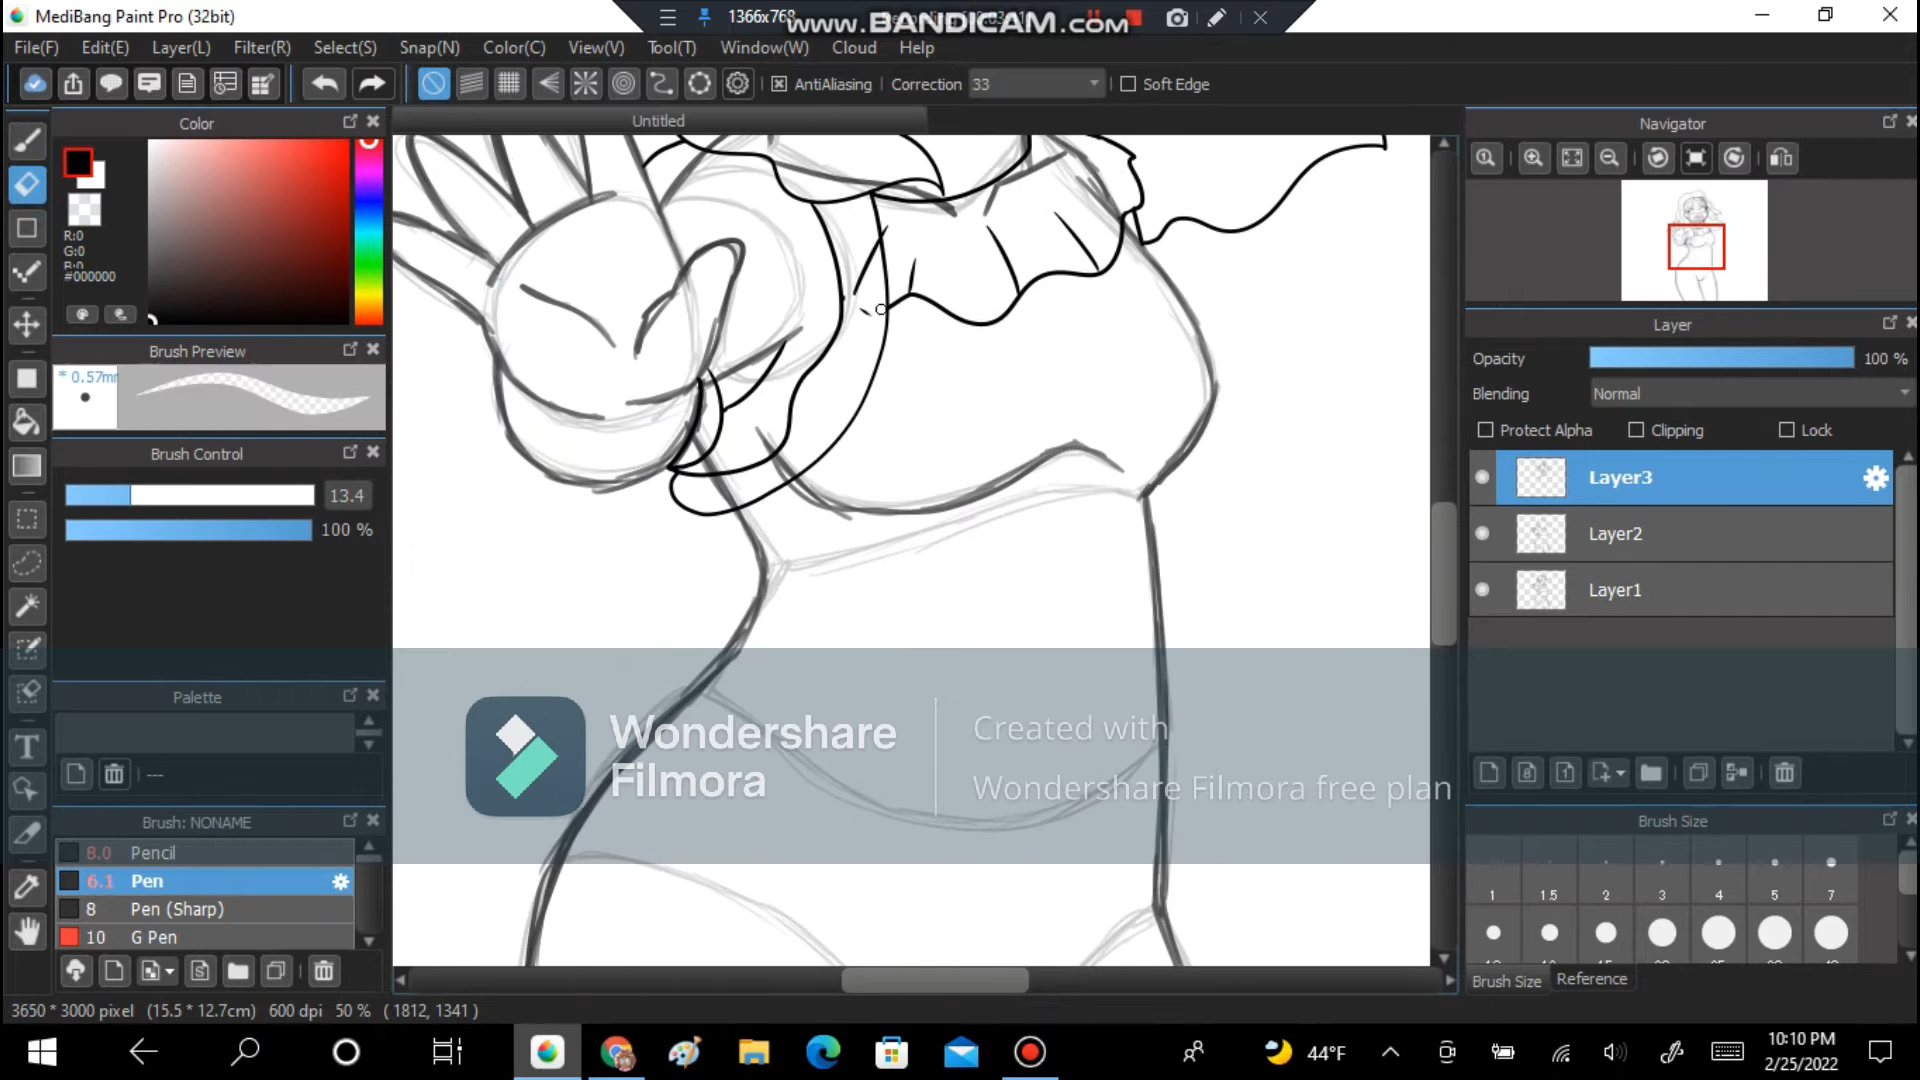 MediBang Paint Pro (32bit)
1366x768
www.BANDICAM.com
File(F) Edit(E) Layer(L) Filter(R) Select(S) Snap(N) Color(C) View(V) Tool(T) Window(W) Cloud Help
AntiAliasing Correction 33 Soft Edge
Color
Untitled
Navigator
R:0
G:0
B:0
#000000
Brush Preview
* 0.57mm
Brush Control
13.4
100 %
Layer
Opacity 100 %
Blending Normal
Protect Alpha Clipping Lock
Layer3
Layer2
Layer1
Palette
---
Wondershare
Filmora
Created with
Wondershare Filmora free plan
Brush: NONAME
8.0 Pencil
6.1 Pen
8 Pen (Sharp)
10 G Pen
Brush Size
1 1.5 2 3 4 5 7
Brush Size Reference
3650 * 3000 pixel (15.5 * 12.7cm) 600 dpi 50 % ( 1812, 1341 )
44°F
10:10 PM
2/25/2022